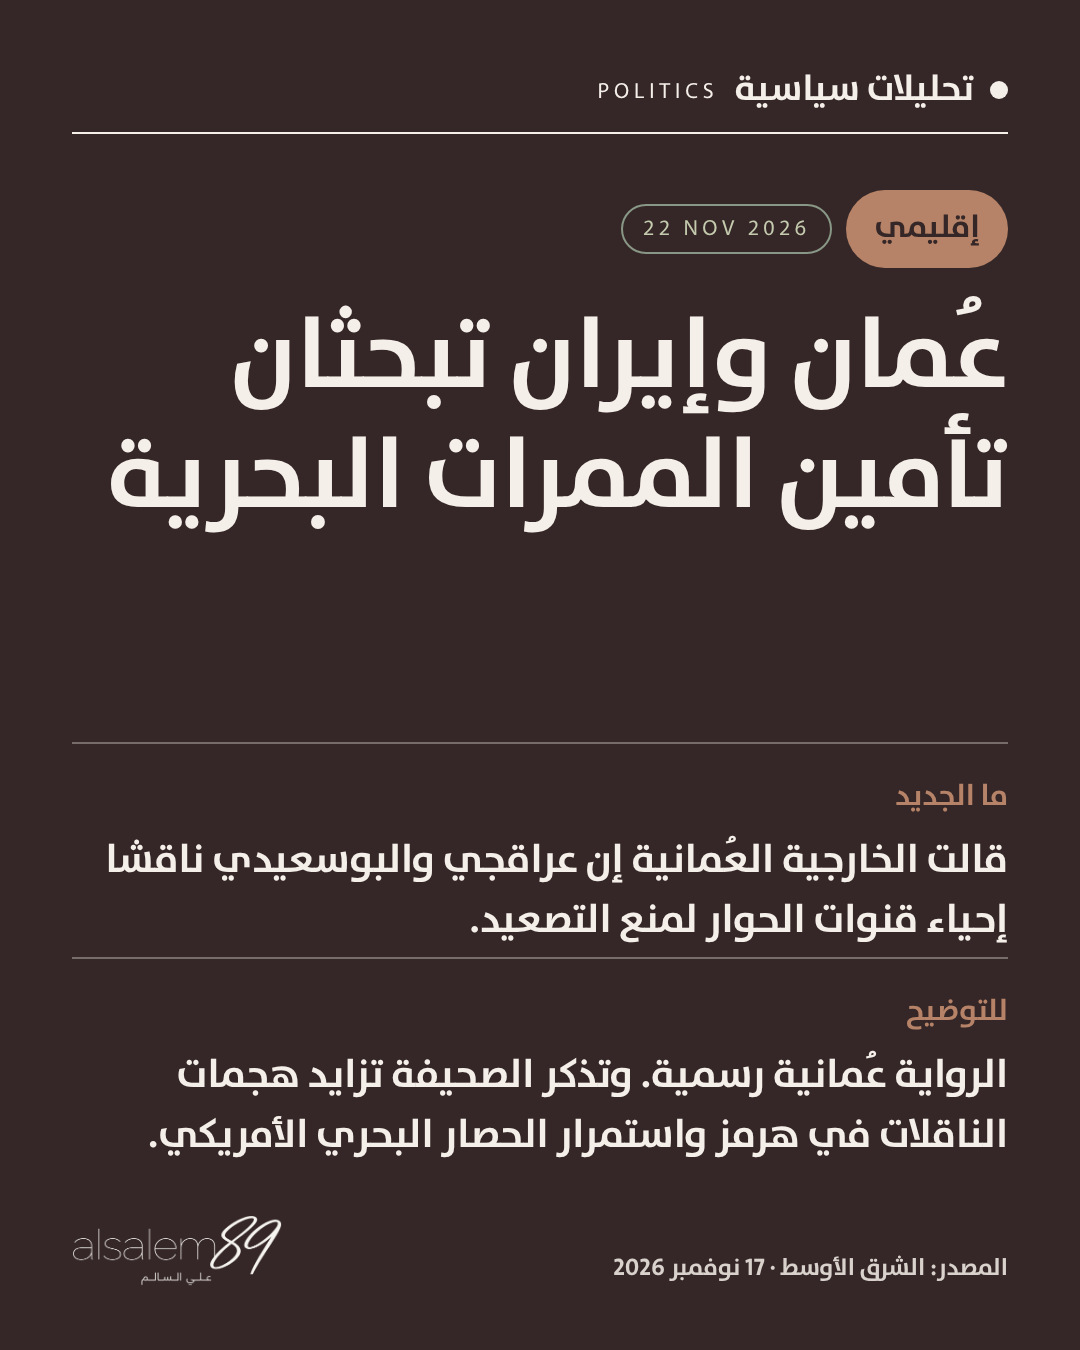 تحليلات سياسية POLITICS
إقليمي 22 NOV 2026
عُمان وإيران تبحثان
تأمين الممرات البحرية
ما الجديد
قالت الخارجية العُمانية إن عراقجي والبوسعيدي ناقشا
إحياء قنوات الحوار لمنع التصعيد.
للتوضيح
الرواية عُمانية رسمية. وتذكر الصحيفة تزايد هجمات
الناقلات في هرمز واستمرار الحصار البحري الأمريكي.
المصدر: الشرق الأوسط · 17 نوفمبر 2026
alsalem89
علي السالم